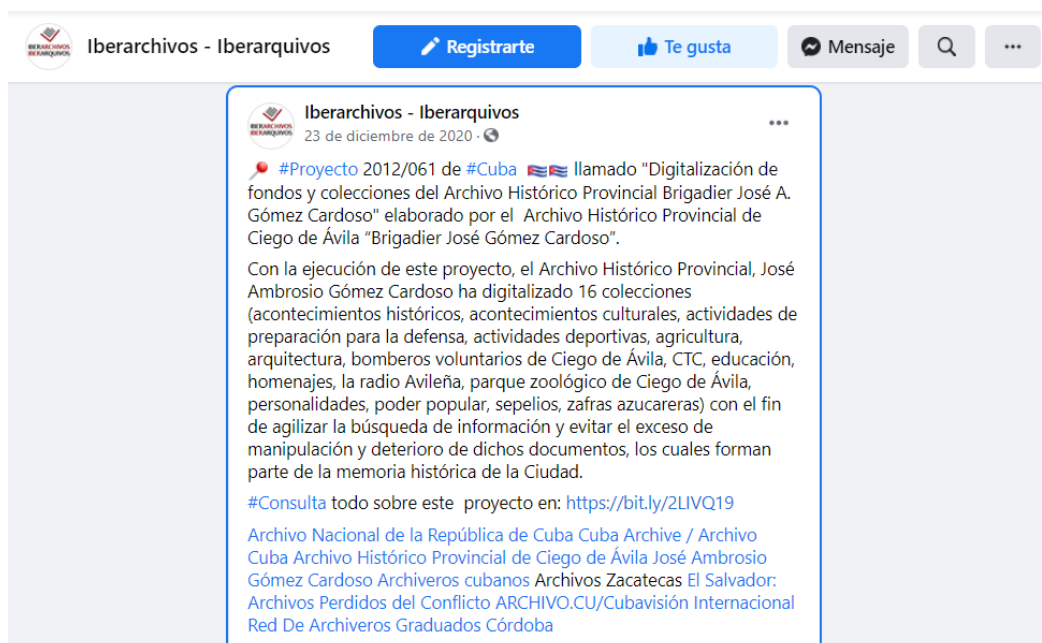 IBERARCHIVOS
IBERARQUIVOS
Iberarchivos - Iberarquivos
Registrarte
Te gusta
Mensaje
IBERARCHIVOS
IBERARQUIVOS
Iberarchivos - Iberarquivos
23 de diciembre de 2020 ·
#Proyecto 2012/061 de #Cuba llamado "Digitalización de
fondos y colecciones del Archivo Histórico Provincial Brigadier José A.
Gómez Cardoso" elaborado por el Archivo Histórico Provincial de
Ciego de Ávila “Brigadier José Gómez Cardoso”.
Con la ejecución de este proyecto, el Archivo Histórico Provincial, José
Ambrosio Gómez Cardoso ha digitalizado 16 colecciones
(acontecimientos históricos, acontecimientos culturales, actividades de
preparación para la defensa, actividades deportivas, agricultura,
arquitectura, bomberos voluntarios de Ciego de Ávila, CTC, educación,
homenajes, la radio Avileña, parque zoológico de Ciego de Ávila,
personalidades, poder popular, sepelios, zafras azucareras) con el fin
de agilizar la búsqueda de información y evitar el exceso de
manipulación y deterioro de dichos documentos, los cuales forman
parte de la memoria histórica de la Ciudad.
#Consulta todo sobre este proyecto en: https://bit.ly/2LIVQ19
Archivo Nacional de la República de Cuba Cuba Archive / Archivo
Cuba Archivo Histórico Provincial de Ciego de Ávila José Ambrosio
Gómez Cardoso Archiveros cubanos Archivos Zacatecas El Salvador:
Archivos Perdidos del Conflicto ARCHIVO.CU/Cubavisión Internacional
Red De Archiveros Graduados Córdoba